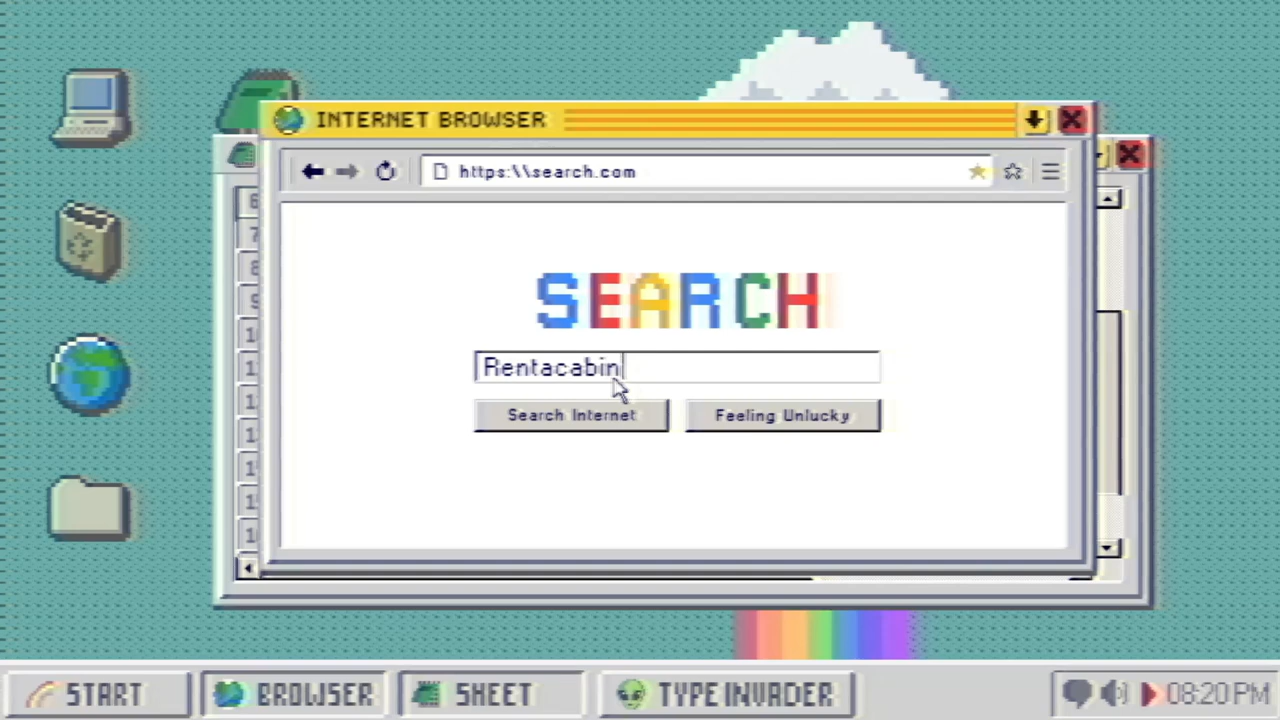 INTERNET BROWSER
https:\\search.com
SEARCH
Rentacabin
Search Internet
Feeling Unlucky
START
BROWSER
SHEET
TYPE INVADER
08:20 PM